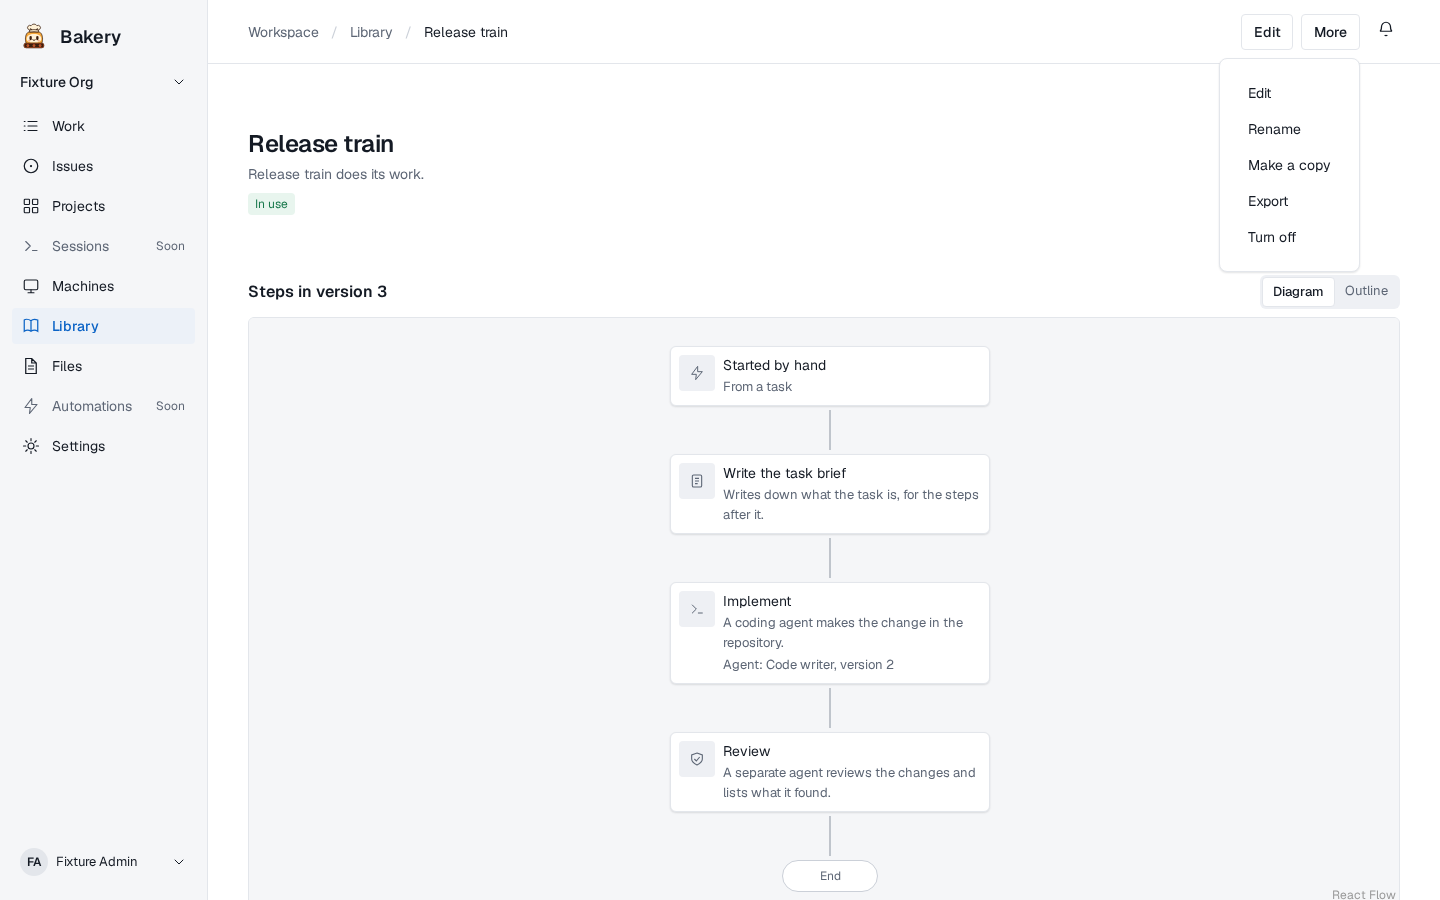 Bakery
Fixture Org
Work
Issues
Projects
Sessions Soon
Machines
Library
Files
Automations Soon
Settings
FA Fixture Admin
Workspace / Library / Release train
Edit More
Edit
Rename
Make a copy
Export
Turn off
Release train
Release train does its work.
In use
Steps in version 3
Diagram Outline
Started by hand
From a task
Write the task brief
Writes down what the task is, for the steps
after it.
Implement
A coding agent makes the change in the
repository.
Agent: Code writer, version 2
Review
A separate agent reviews the changes and
lists what it found.
End
React Flow